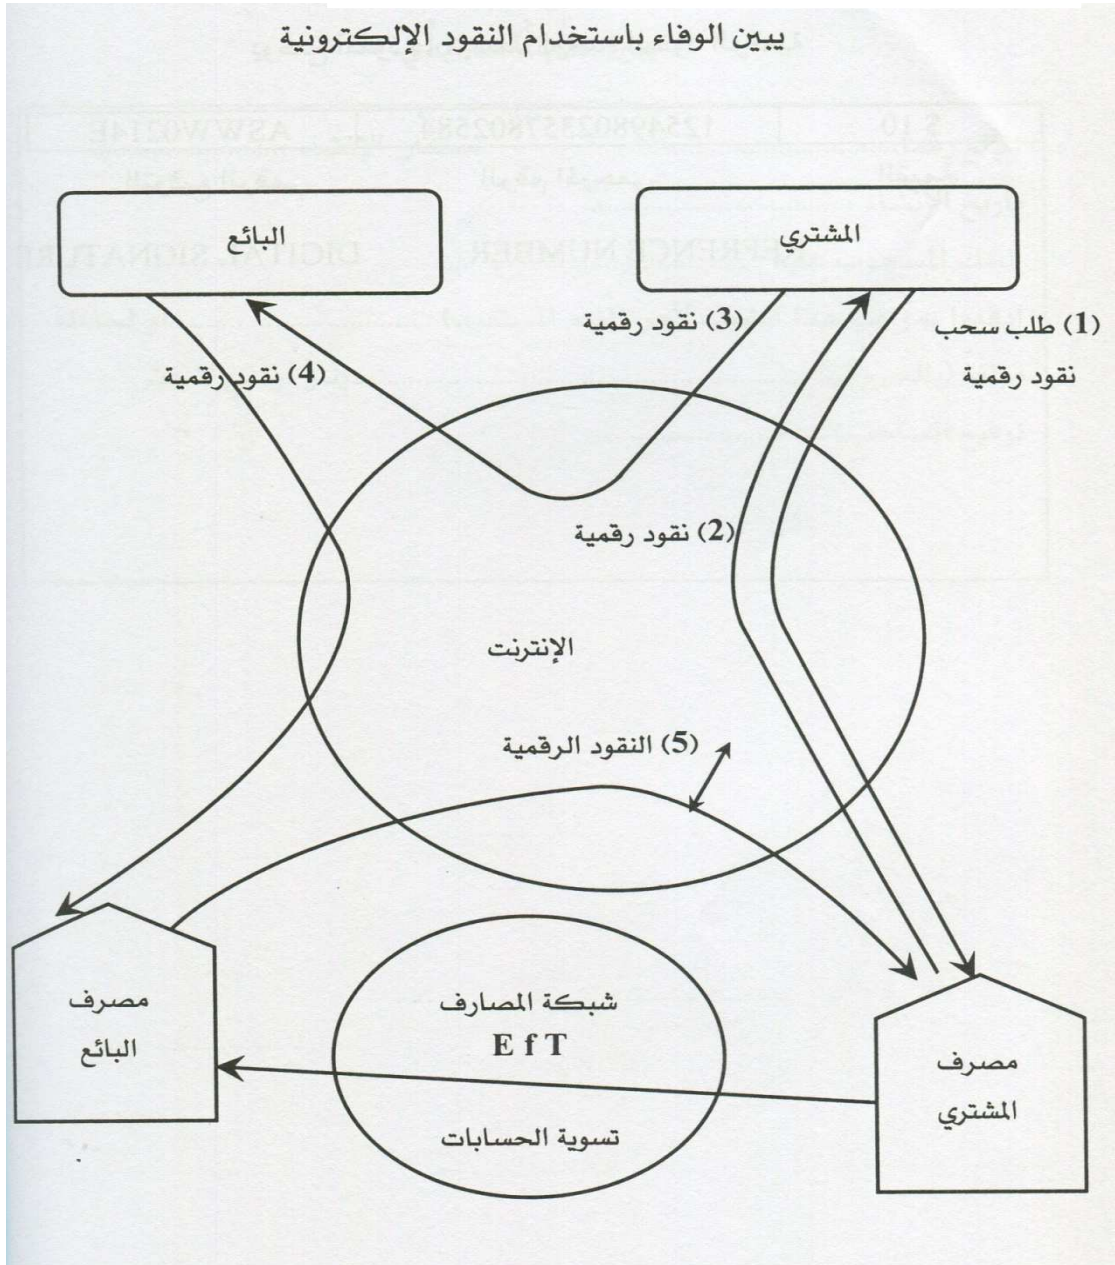 يبين الوفاء باستخدام النقود الإلكترونية
المشتري
البائع
(1) طلب سحب
نقود رقمية
(3) نقود رقمية
(4) نقود رقمية
(2) نقود رقمية
الإنترنت
(5) النقود الرقمية
شبكة المصارف
E f T
تسوية الحسابات
مصرف
البائع
مصرف
المشتري